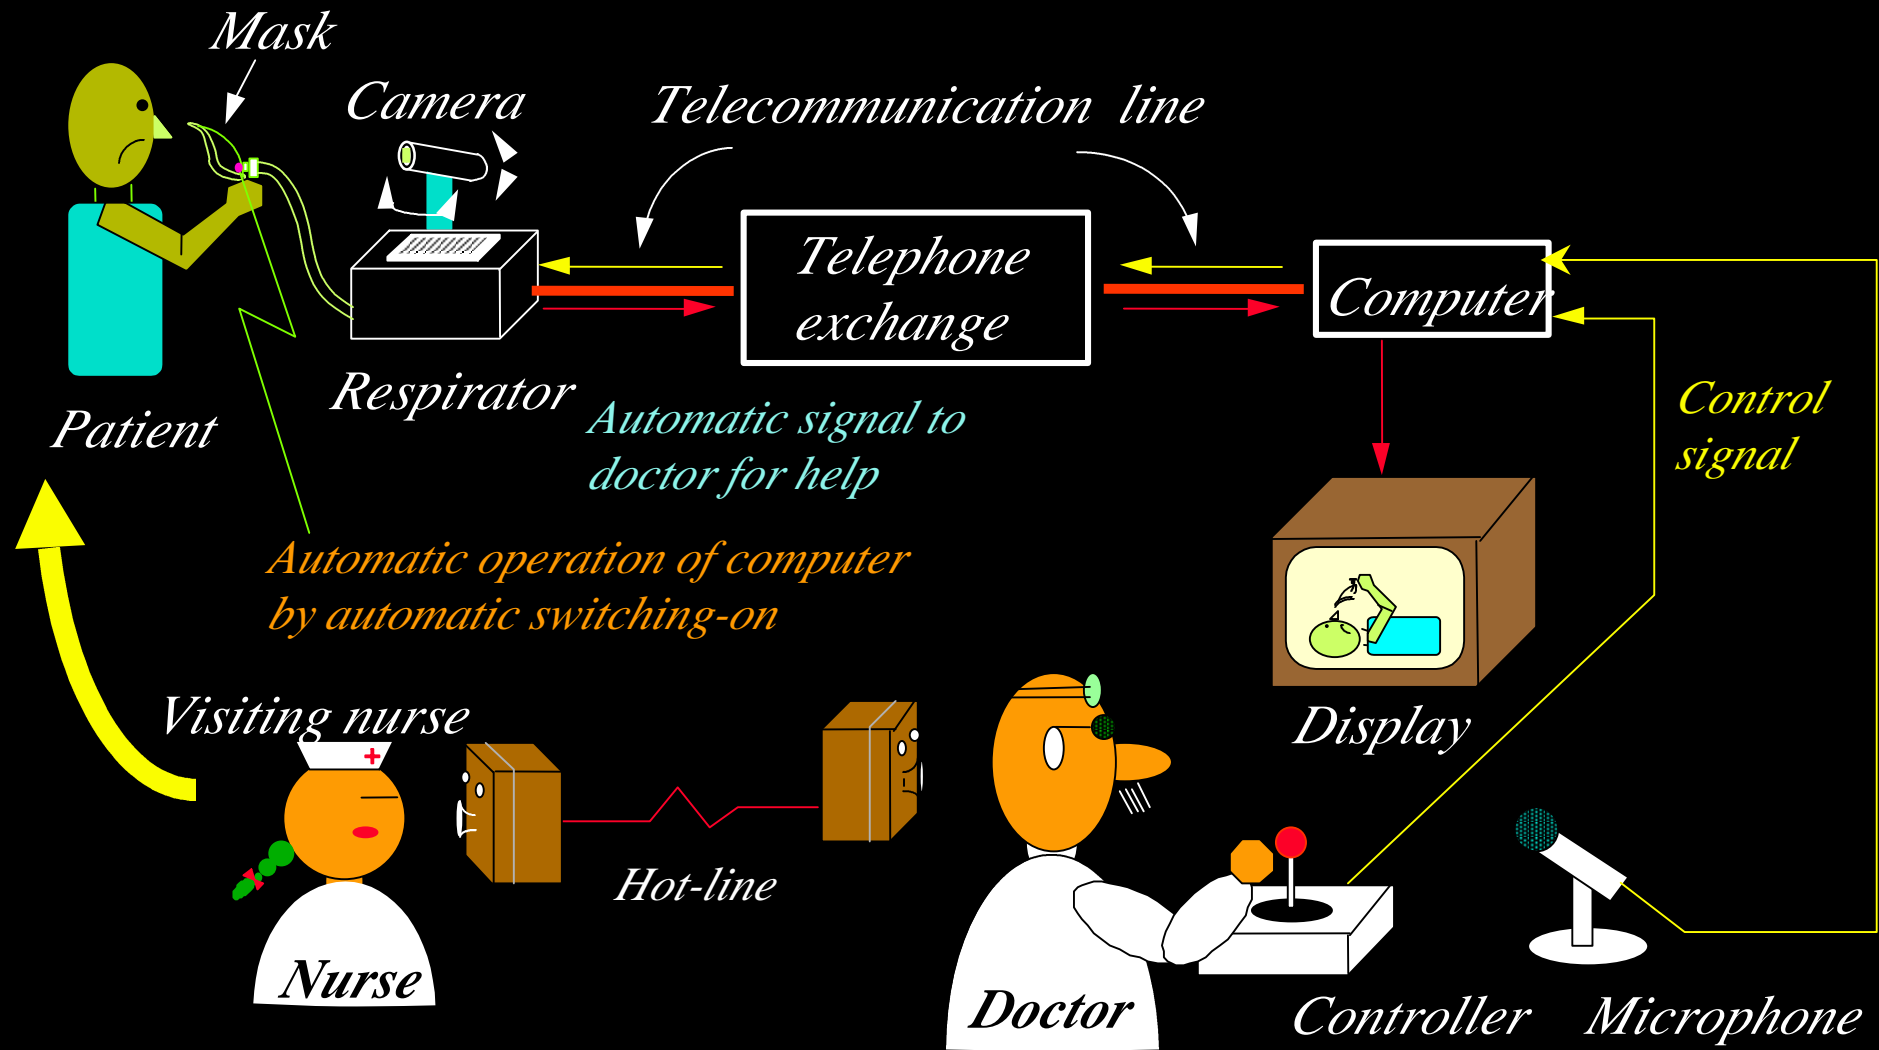 Mask
Camera
Telecommunication line
Telephone
exchange
Computer
Respirator
Patient
Automatic signal to
doctor for help
Control
signal
Automatic operation of computer
by automatic switching-on
Visiting nurse
Display
Hot-line
Nurse
Doctor
Controller
Microphone